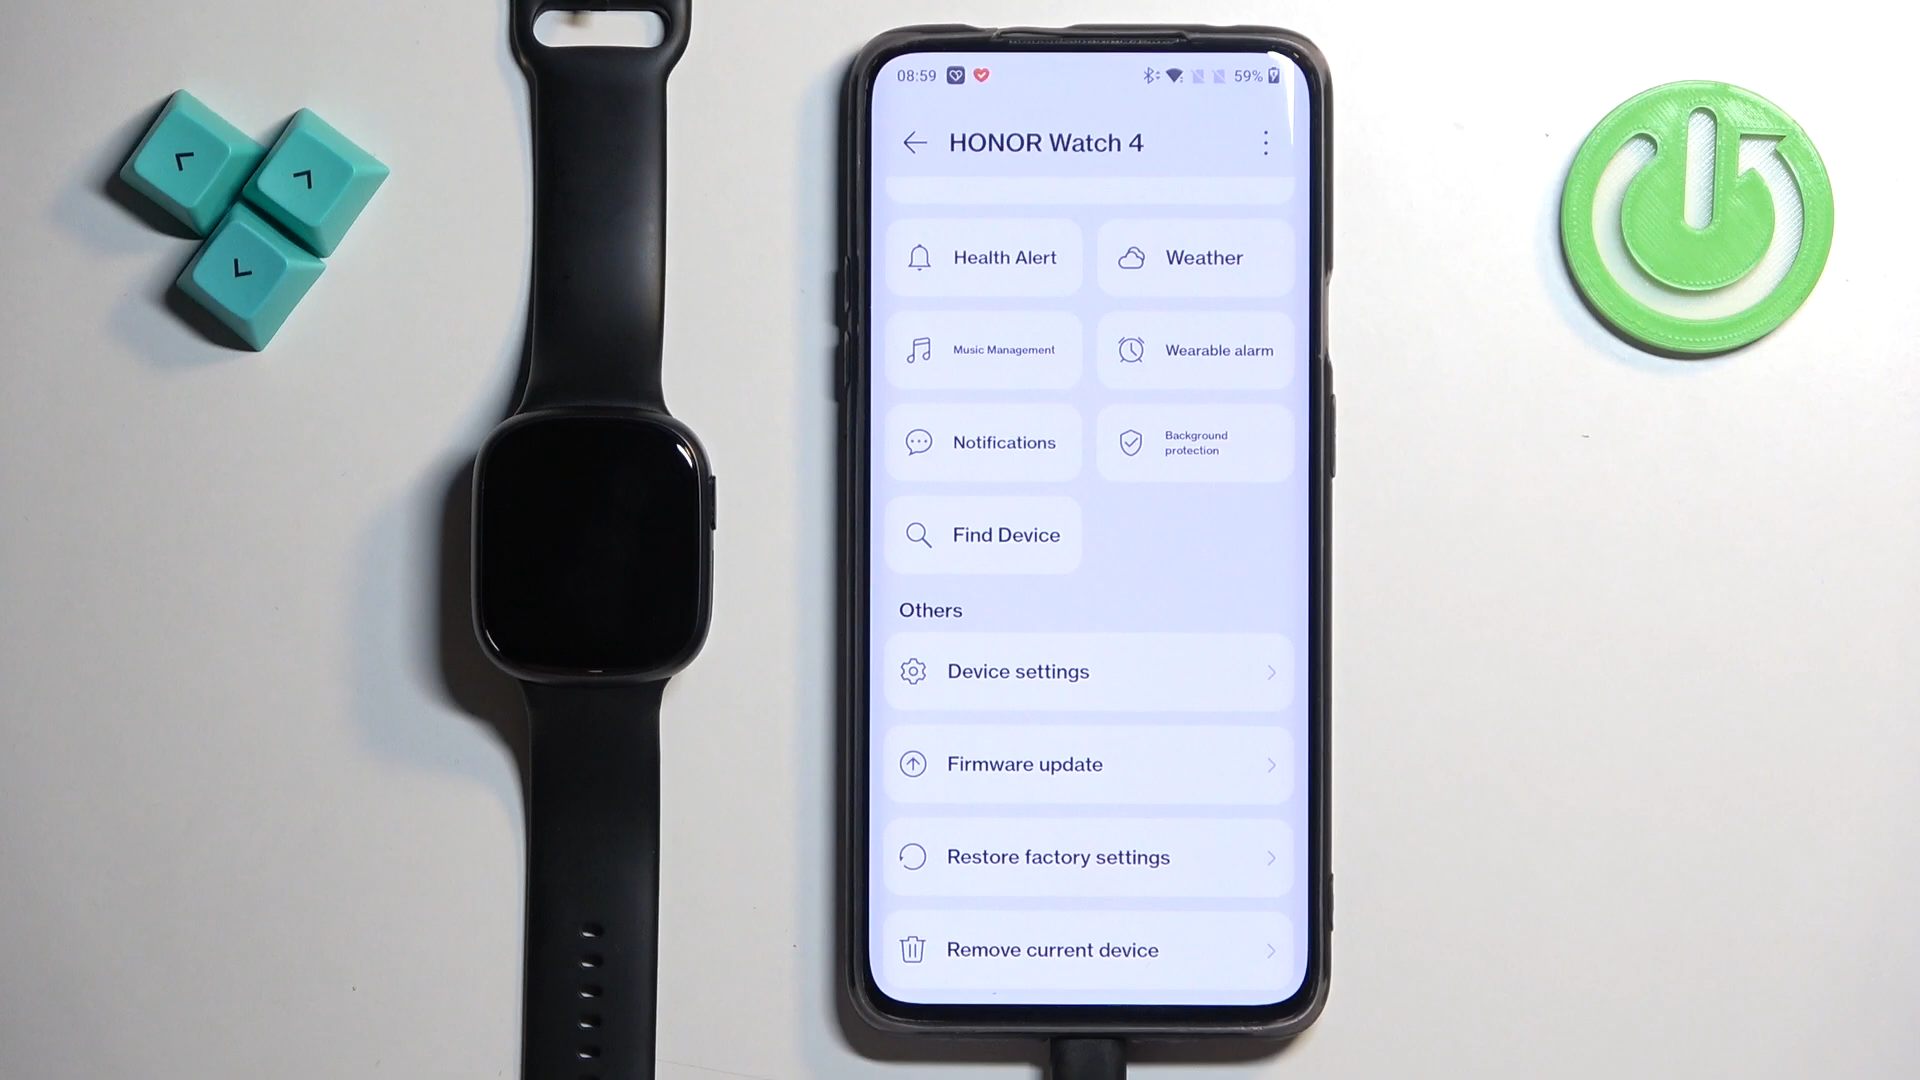 08:59
59%
HONOR Watch 4
Health Alert
Weather
Music Management
Wearable alarm
Notifications
Background
protection
Find Device
Others
Device settings
Firmware update
Restore factory settings
Remove current device